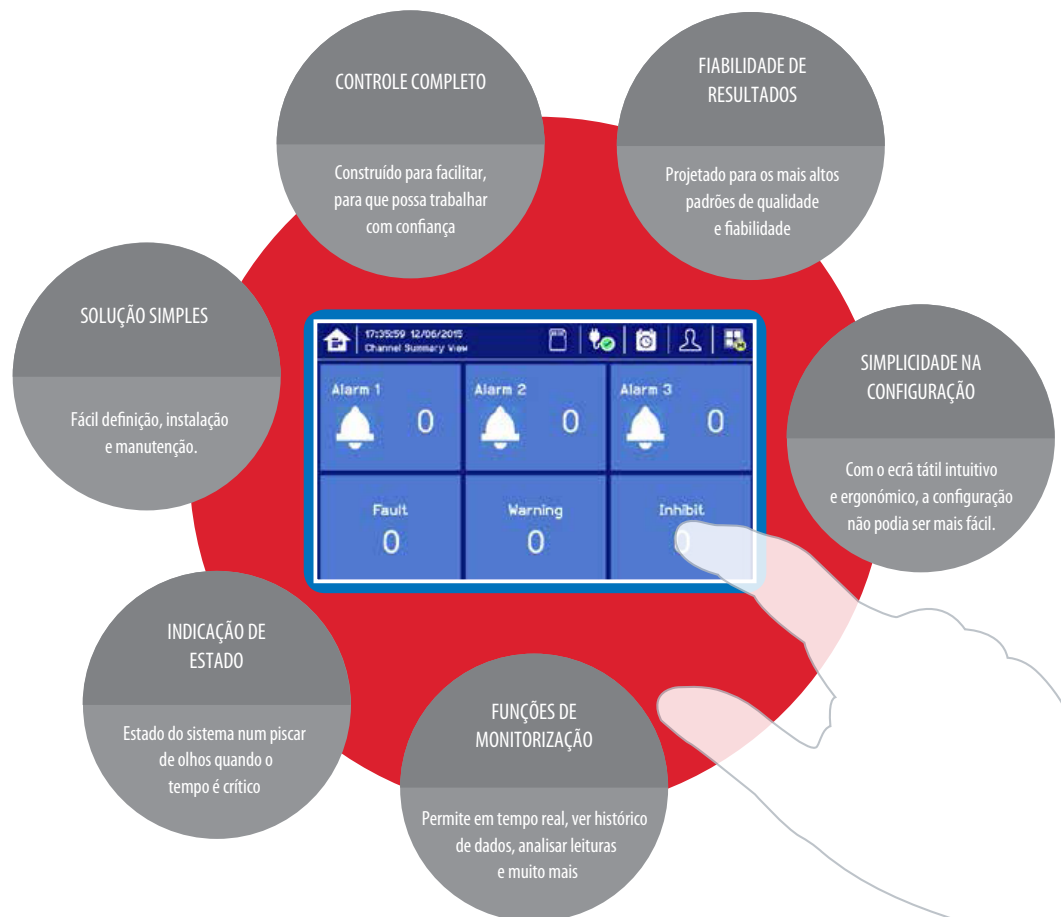 CONTROLE COMPLETO
Construído para facilitar,
para que possa trabalhar
com confiança
FIABILIDADE DE
RESULTADOS
Projetado para os mais altos
padrões de qualidade
e fiabilidade
SOLUÇÃO SIMPLES
Fácil definição, instalação
e manutenção.
17:35:59 12/06/2015
Channel Summary View
Alarm 1
0
Alarm 2
0
Alarm 3
0
Fault
0
Warning
0
Inhibit
0
SIMPLICIDADE NA
CONFIGURAÇÃO
Com o ecrã tátil intuitivo
e ergonómico, a configuração
não podia ser mais fácil.
INDICAÇÃO DE
ESTADO
Estado do sistema num piscar
de olhos quando o
tempo é crítico
FUNÇÕES DE
MONITORIZAÇÃO
Permite em tempo real, ver histórico
de dados, analisar leituras
e muito mais